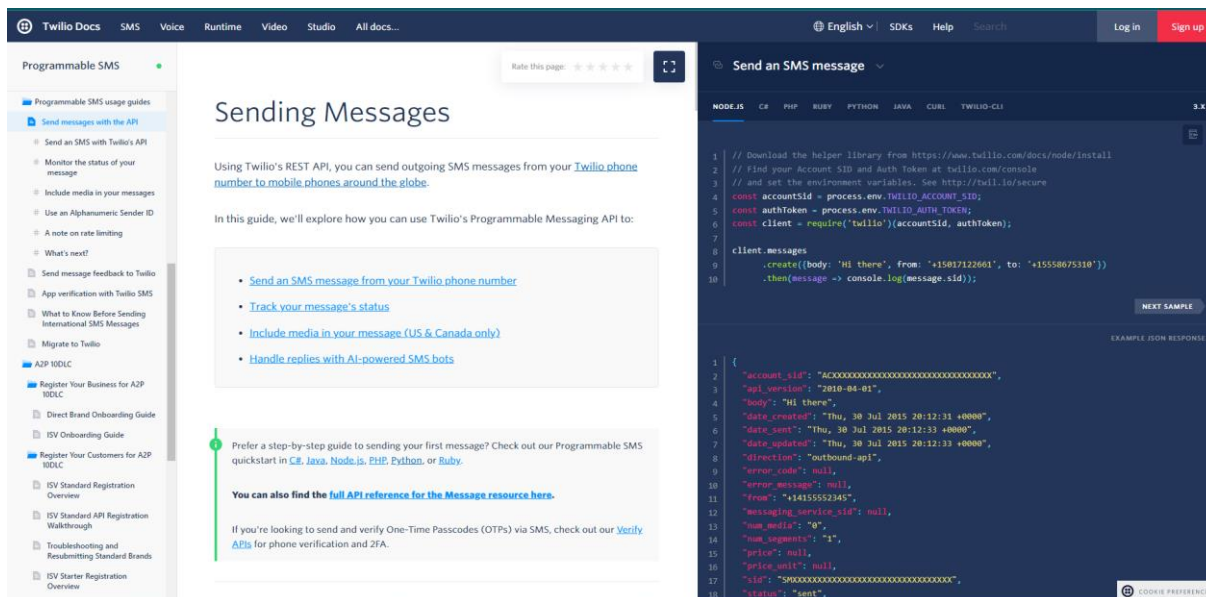 Twilio Docs SMS Voice Runtime Video Studio All docs... English SDKs Help Search Log in Sign up
Programmable SMS
Programmable SMS usage guides
Send messages with the API
# Send an SMS with Twilio's API
# Monitor the status of your
message
# Include media in your messages
# Use an Alphanumeric Sender ID
# A note on rate limiting
# What's next?
Send message feedback to Twilio
App verification with Twilio SMS
What to Know Before Sending
International SMS Messages
Migrate to Twilio
A2P 10DLC
Register Your Business for A2P
10DLC
Direct Brand Onboarding Guide
ISV Onboarding Guide
Register Your Customers for A2P
10DLC
ISV Standard Registration
Overview
ISV Standard API Registration
Walkthrough
Troubleshooting and
Resubmitting Standard Brands
ISV Starter Registration
Overview
Rate this page:
Sending Messages
Using Twilio's REST API, you can send outgoing SMS messages from your Twilio phone
number to mobile phones around the globe.
In this guide, we'll explore how you can use Twilio's Programmable Messaging API to:
• Send an SMS message from your Twilio phone number
• Track your message's status
• Include media in your message (US & Canada only)
• Handle replies with AI-powered SMS bots
Prefer a step-by-step guide to sending your first message? Check out our Programmable SMS
quickstart in C#, Java, Node.js, PHP, Python, or Ruby.
You can also find the full API reference for the Message resource here.
If you're looking to send and verify One-Time Passcodes (OTPs) via SMS, check out our Verify
APIs for phone verification and 2FA.
Send an SMS message
NODE.JS C# PHP RUBY PYTHON JAVA CURL TWILIO-CLI 3.X
1 // Download the helper library from https://www.twilio.com/docs/node/install
2 // Find your Account SID and Auth Token at twilio.com/console
3 // and set the environment variables. See http://twil.io/secure
4 const accountSid = process.env.TWILIO_ACCOUNT_SID;
5 const authToken = process.env.TWILIO_AUTH_TOKEN;
6 const client = require('twilio')(accountSid, authToken);
7
8 client.messages
9 .create({body: 'Hi there', from: '+15017122661', to: '+15558675310'})
10 .then(message => console.log(message.sid));
NEXT SAMPLE
EXAMPLE JSON RESPONSE
1 {
2 "account_sid": "ACXXXXXXXXXXXXXXXXXXXXXXXXXXXXXXXX",
3 "api_version": "2010-04-01",
4 "body": "Hi there",
5 "date_created": "Thu, 30 Jul 2015 20:12:31 +0000",
6 "date_sent": "Thu, 30 Jul 2015 20:12:33 +0000",
7 "date_updated": "Thu, 30 Jul 2015 20:12:33 +0000",
8 "direction": "outbound-api",
9 "error_code": null,
10 "error_message": null,
11 "from": "+14155552345",
12 "messaging_service_sid": null,
13 "num_media": "0",
14 "num_segments": "1",
15 "price": null,
16 "price_unit": null,
17 "sid": "SMXXXXXXXXXXXXXXXXXXXXXXXXXXXXXXXX",
18 "status": "sent",
COOKIE PREFERENC